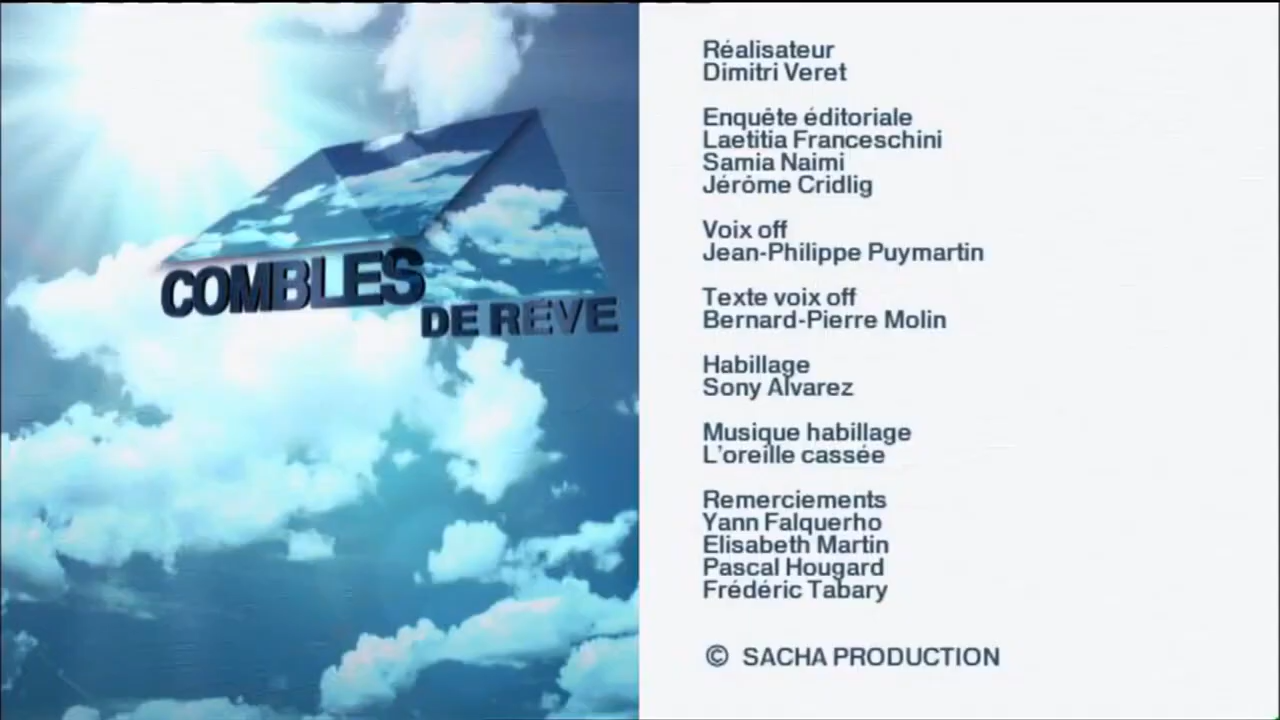 COMBLES
DE RÊVE
Réalisateur
Dimitri Veret
Enquête éditoriale
Laetitia Franceschini
Samia Naimi
Jérôme Cridlig
Voix off
Jean-Philippe Puymartin
Texte voix off
Bernard-Pierre Molin
Habillage
Sony Alvarez
Musique habillage
L'oreille cassée
Remerciements
Yann Falquerho
Elisabeth Martin
Pascal Hougard
Frédéric Tabary
© SACHA PRODUCTION